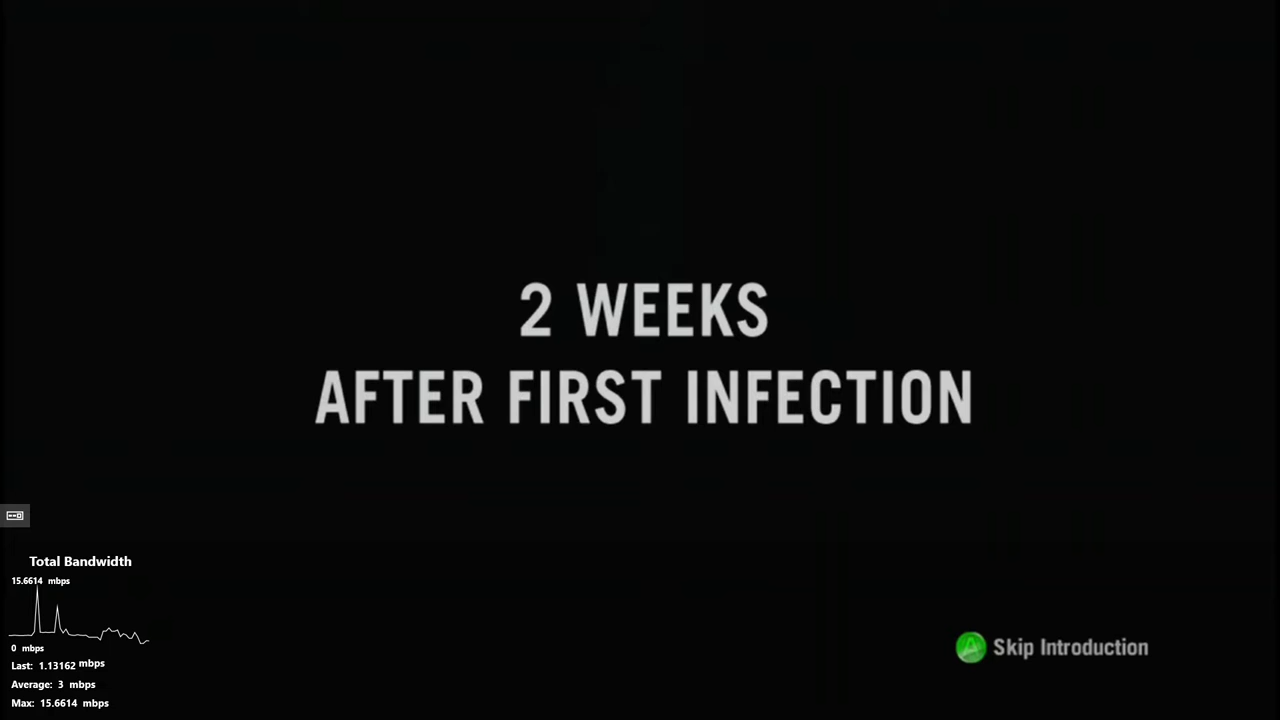 2 WEEKS
AFTER FIRST INFECTION
Total Bandwidth
15.6614 mbps
0 mbps
Last: 1.13162 mbps
Average: 3 mbps
Max: 15.6614 mbps
A Skip Introduction